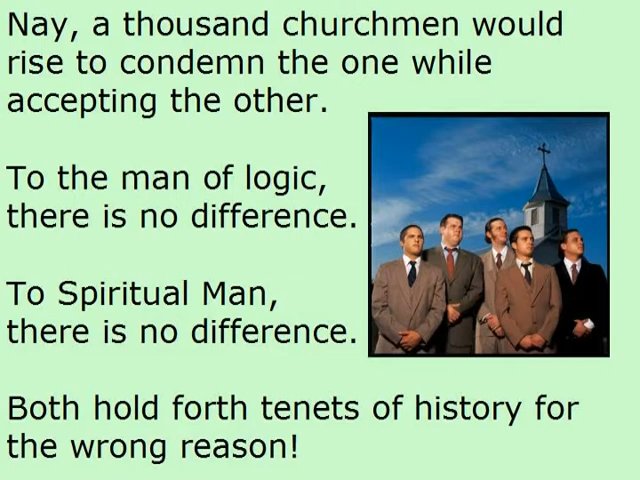 Nay, a thousand churchmen would
rise to condemn the one while
accepting the other.
To the man of logic,
there is no difference.
To Spiritual Man,
there is no difference.
Both hold forth tenets of history for
the wrong reason!